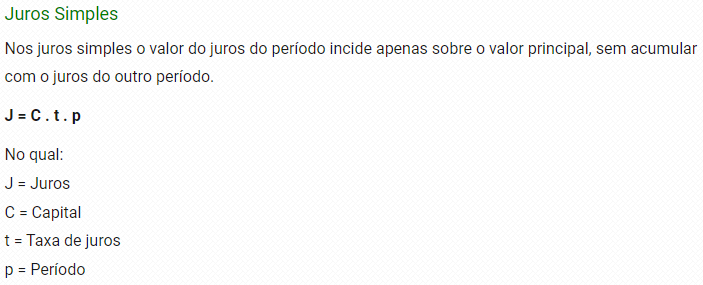 Juros Simples
Nos juros simples o valor do juros do período incide apenas sobre o valor principal, sem acumular
com o juros do outro período.
J = C . t . p
No qual:
J = Juros
C = Capital
t = Taxa de juros
p = Período